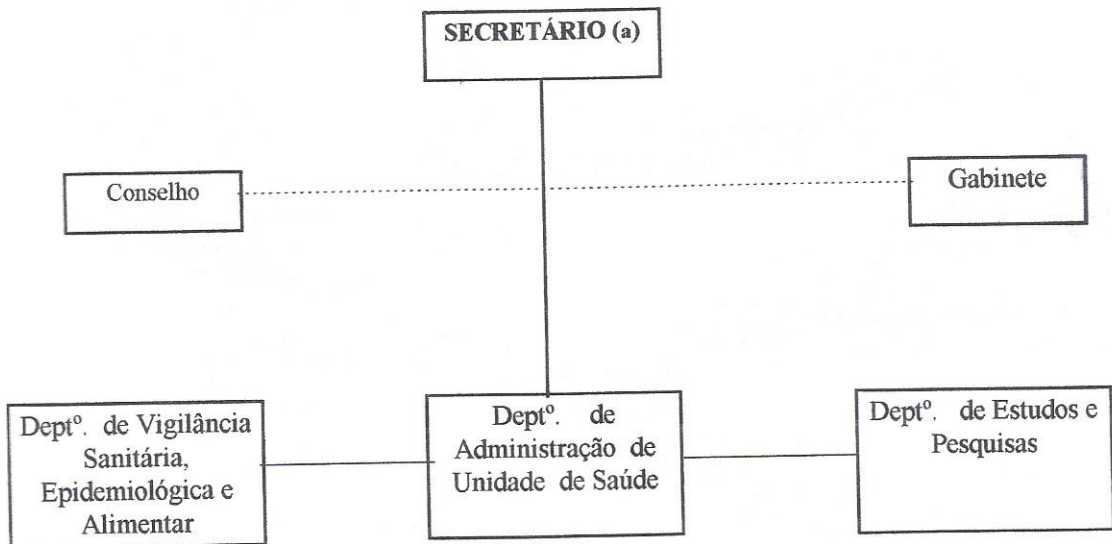 SECRETÁRIO (a)
Conselho
Gabinete
Deptº. de Vigilância
Sanitária,
Epidemiológica e
Alimentar
Deptº. de
Administração de
Unidade de Saúde
Deptº. de Estudos e
Pesquisas